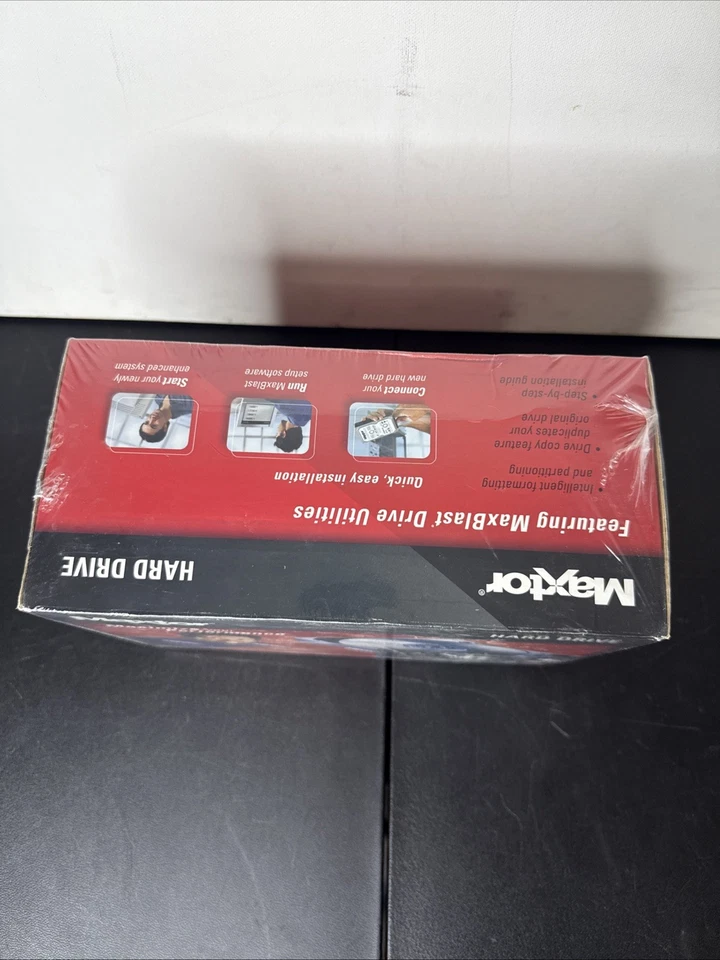 Maxtor®
HARD DRIVE
Featuring MaxBlast® Drive Utilities
• Intelligent formatting
and partitioning
• Drive copy feature
duplicates your
original drive
• Step-by-step
installation guide
Quick, easy installation
Connect your
new hard drive
Run MaxBlast
setup software
Start your newly
enhanced system
HARD DRIVE